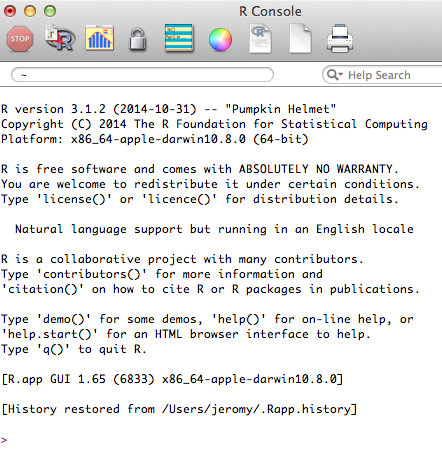 R Console
STOP
R
~
Help Search
R version 3.1.2 (2014-10-31) -- "Pumpkin Helmet"
Copyright (C) 2014 The R Foundation for Statistical Computing
Platform: x86_64-apple-darwin10.8.0 (64-bit)
R is free software and comes with ABSOLUTELY NO WARRANTY.
You are welcome to redistribute it under certain conditions.
Type 'license()' or 'licence()' for distribution details.
Natural language support but running in an English locale
R is a collaborative project with many contributors.
Type 'contributors()' for more information and
'citation()' on how to cite R or R packages in publications.
Type 'demo()' for some demos, 'help()' for on-line help, or
'help.start()' for an HTML browser interface to help.
Type 'q()' to quit R.
[R.app GUI 1.65 (6833) x86_64-apple-darwin10.8.0]
[History restored from /Users/jeromy/.Rapp.history]
>